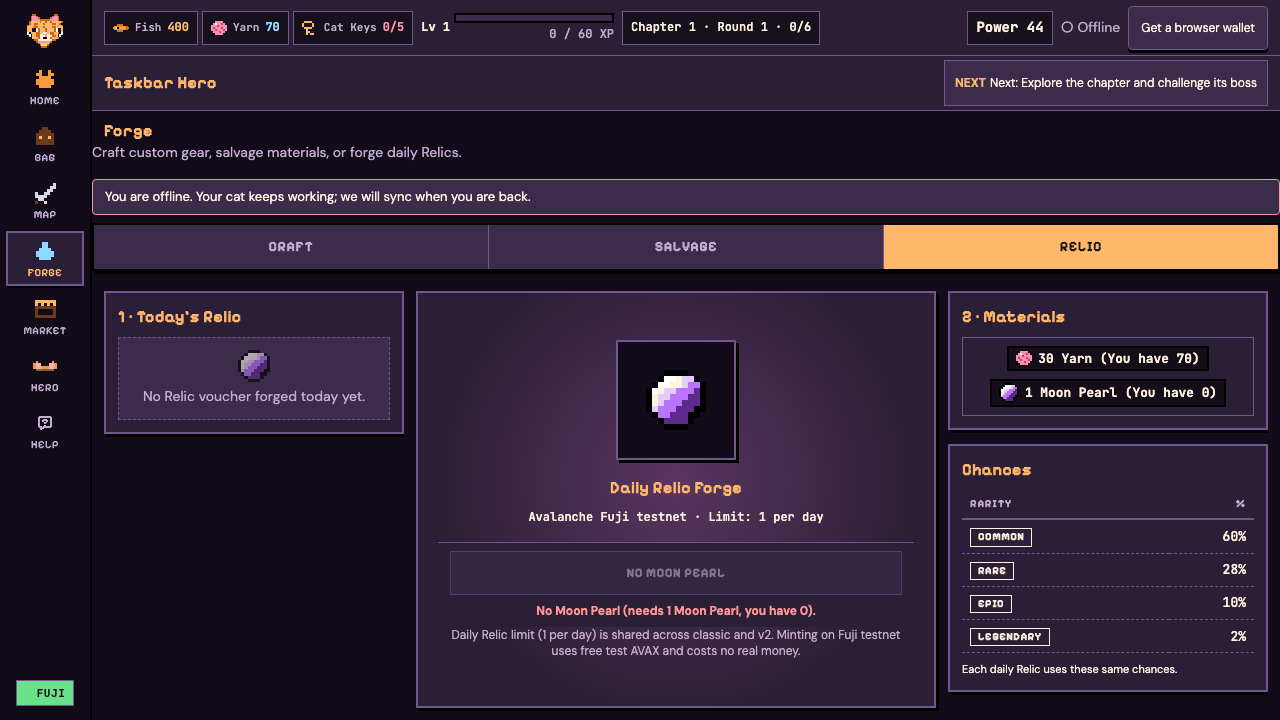 Fish 400
Yarn 70
Cat Keys 0/5
Lv 1
0 / 60 XP
Chapter 1 · Round 1 · 0/6
Power 44
Offline
Get a browser wallet
HOME
BAG
MAP
FORGE
MARKET
HERO
HELP
FUJI
Taskbar Hero
NEXT Next: Explore the chapter and challenge its boss
Forge
Craft custom gear, salvage materials, or forge daily Relics.
You are offline. Your cat keeps working; we will sync when you are back.
CRAFT
SALVAGE
RELIC
1 · Today's Relic
No Relic voucher forged today yet.
Daily Relic Forge
Avalanche Fuji testnet · Limit: 1 per day
NO MOON PEARL
No Moon Pearl (needs 1 Moon Pearl, you have 0).
Daily Relic limit (1 per day) is shared across classic and v2. Minting on Fuji testnet
uses free test AVAX and costs no real money.
2 · Materials
30 Yarn (You have 70)
1 Moon Pearl (You have 0)
Chances
RARITY %
COMMON 60%
RARE 28%
EPIC 10%
LEGENDARY 2%
Each daily Relic uses these same chances.